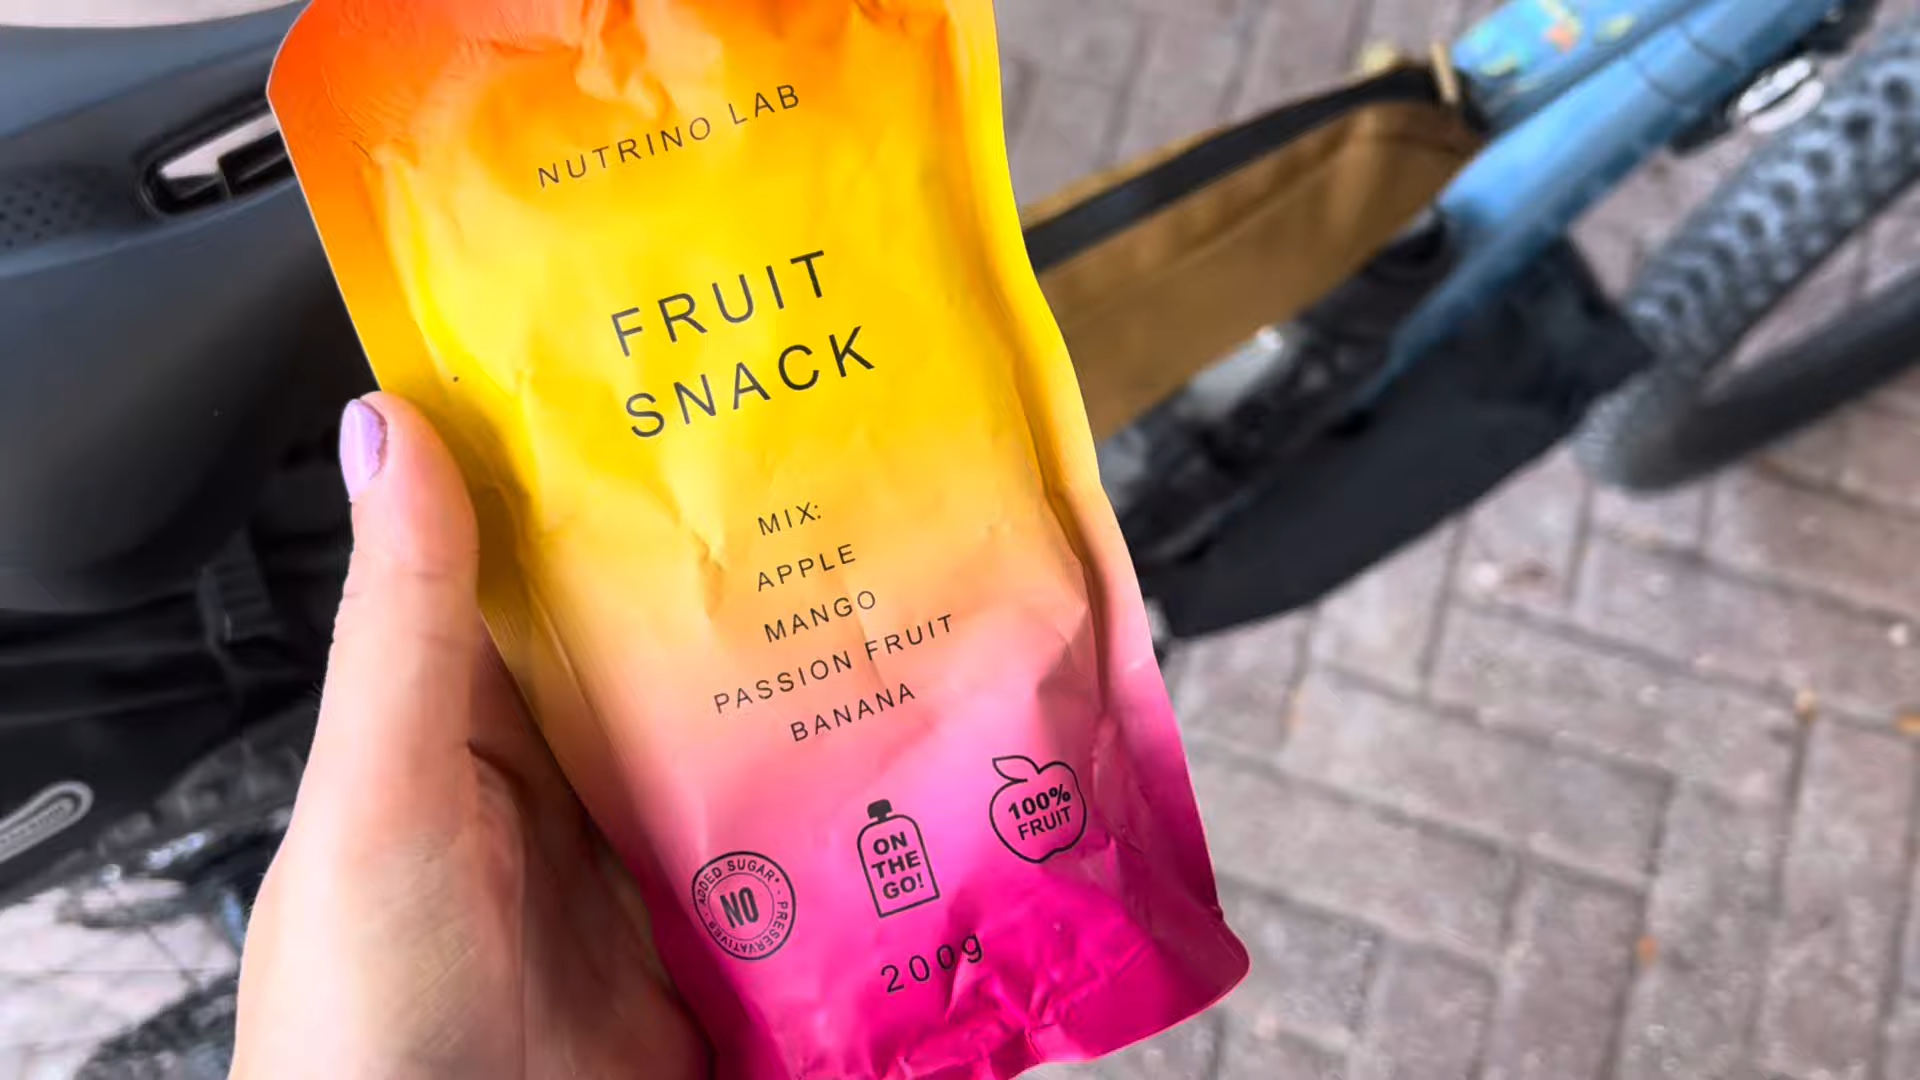 NUTRINO LAB
FRUIT
SNACK
MIX:
APPLE
MANGO
PASSION FRUIT
BANANA
100%
FRUIT
ON
THE
GO!
ADDED SUGAR* · PRESERVATIVES ·
NO
200g